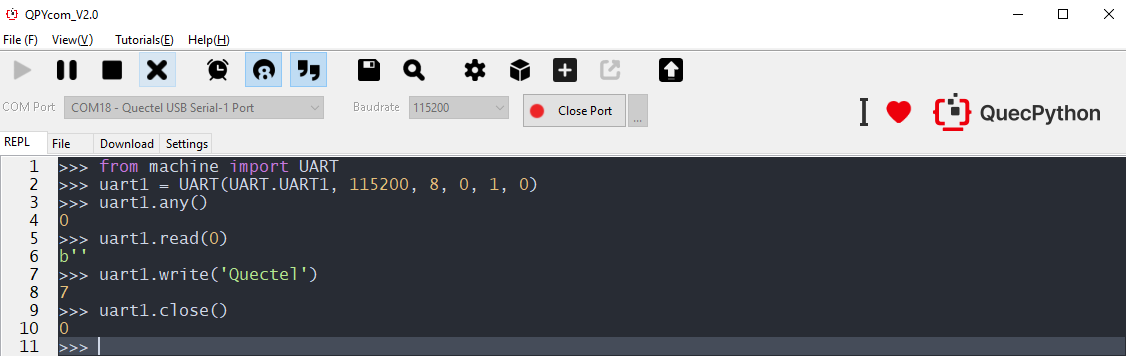 QPYcom_V2.0
File (F) View(V) Tutorials(E) Help(H)
COM Port COM18 - Quectel USB Serial-1 Port Baudrate 115200 Close Port ...
QuecPython
REPL File Download Settings
1 >>> from machine import UART
2 >>> uart1 = UART(UART.UART1, 115200, 8, 0, 1, 0)
3 >>> uart1.any()
4 0
5 >>> uart1.read(0)
6 b''
7 >>> uart1.write('Quectel')
8 7
9 >>> uart1.close()
10 0
11 >>>